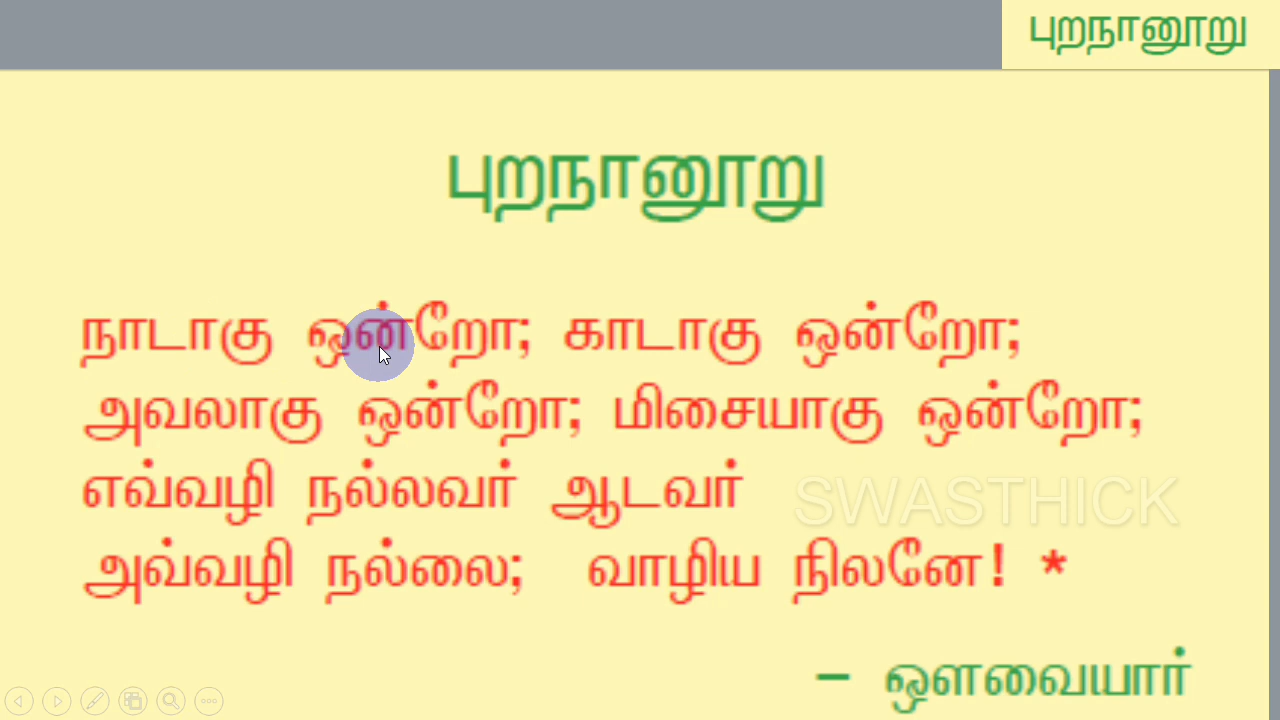 புறநானூறு
புறநானூறு
நாடாகு ஒன்றோ; காடாகு ஒன்றோ;
அவலாகு ஒன்றோ; மிசையாகு ஒன்றோ;
எவ்வழி நல்லவர் ஆடவர்
SWASTHICK
அவ்வழி நல்லை; வாழிய நிலனே! *
– ஔவையார்